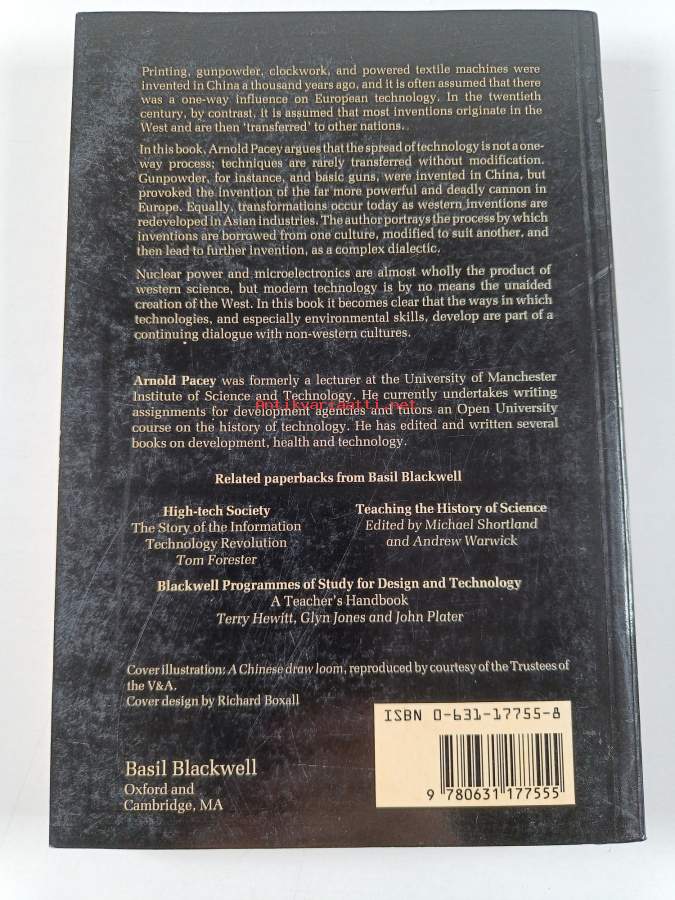 Printing, gunpowder, clockwork, and powered textile machines were
invented in China a thousand years ago, and it is often assumed that there
was a one-way influence on European technology. In the twentieth
century, by contrast, it is assumed that most inventions originate in the
West and are then 'transferred' to other nations.
In this book, Arnold Pacey argues that the spread of technology is not a one-
way process; techniques are rarely transferred without modification.
Gunpowder, for instance, and basic guns, were invented in China, but
provoked the invention of the far more powerful and deadly cannon in
Europe. Equally, transformations occur today as western inventions are
redeveloped in Asian industries. The author portrays the process by which
inventions are borrowed from one culture, modified to suit another, and
then lead to further invention, as a complex dialectic.
Nuclear power and microelectronics are almost wholly the product of
western science, but modern technology is by no means the unaided
creation of the West. In this book it becomes clear that the ways in which
technologies, and especially environmental skills, develop are part of a
continuing dialogue with non-western cultures.
Arnold Pacey was formerly a lecturer at the University of Manchester
Institute of Science and Technology. He currently undertakes writing
assignments for development agencies and tutors an Open University
Antikvariaatti.net
course on the history of technology. He has edited and written several
books on development, health and technology.
Related paperbacks from Basil Blackwell
High-tech Society
The Story of the Information
Technology Revolution
Tom Forester
Teaching the History of Science
Edited by Michael Shortland
and Andrew Warwick
Blackwell Programmes of Study for Design and Technology
A Teacher's Handbook
Terry Hewitt, Glyn Jones and John Plater
Cover illustration: A Chinese draw loom, reproduced by courtesy of the Trustees of
the V&A.
Cover design by Richard Boxall
ISBN 0-631-17755-8
9 780631 177555
Basil Blackwell
Oxford and
Cambridge, MA